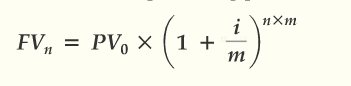 FVₙ = PV₀ × (1 + i/m)ⁿ×ᵐ